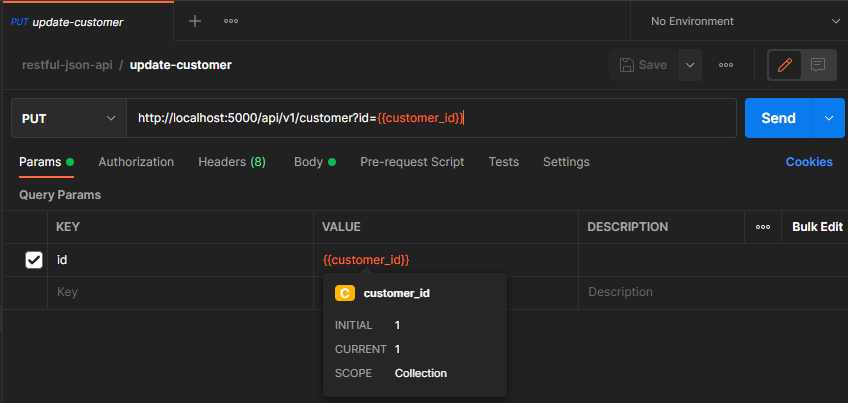 PUT update-customer
No Environment
restful-json-api / update-customer
Save
PUT
http://localhost:5000/api/v1/customer?id={{customer_id}}
Send
Params Authorization Headers (8) Body Pre-request Script Tests Settings Cookies
Query Params
KEY VALUE DESCRIPTION Bulk Edit
id {{customer_id}}
Key Description
C customer_id
INITIAL 1
CURRENT 1
SCOPE Collection